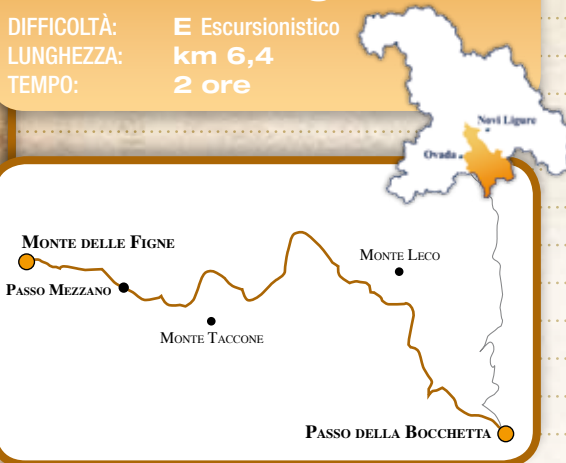 DIFFICOLTÀ: E Escursionistico
LUNGHEZZA: km 6,4
TEMPO: 2 ore
Novi Ligure
Ovada
MONTE DELLE FIGNE
MONTE LECO
PASSO MEZZANO
MONTE TACCONE
PASSO DELLA BOCCHETTA